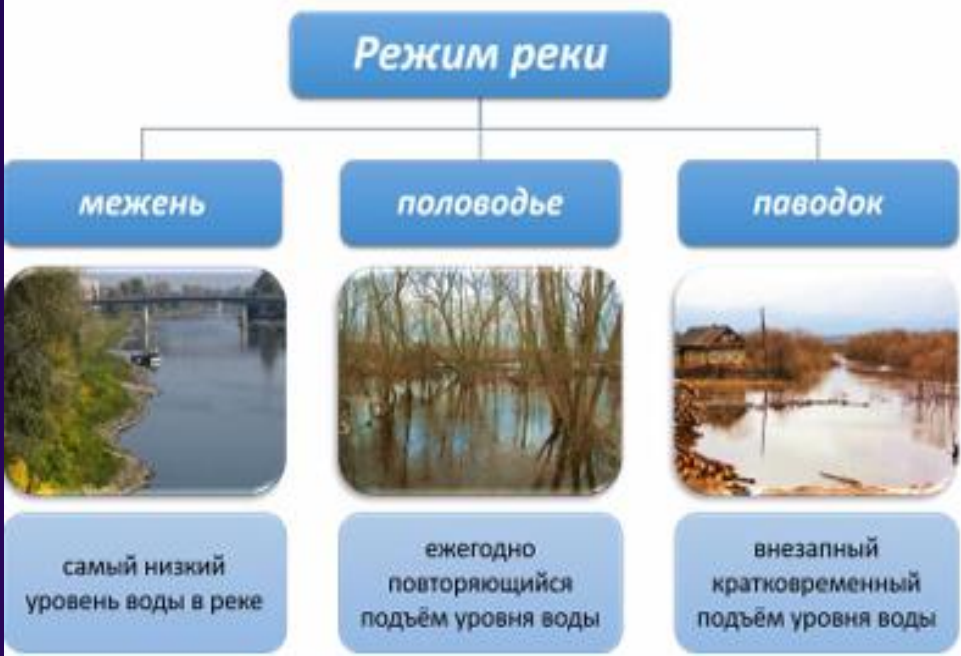 Режим реки
межень
половодье
паводок
самый низкий
уровень воды в реке
ежегодно
повторяющийся
подъём уровня воды
внезапный
кратковременный
подъём уровня воды